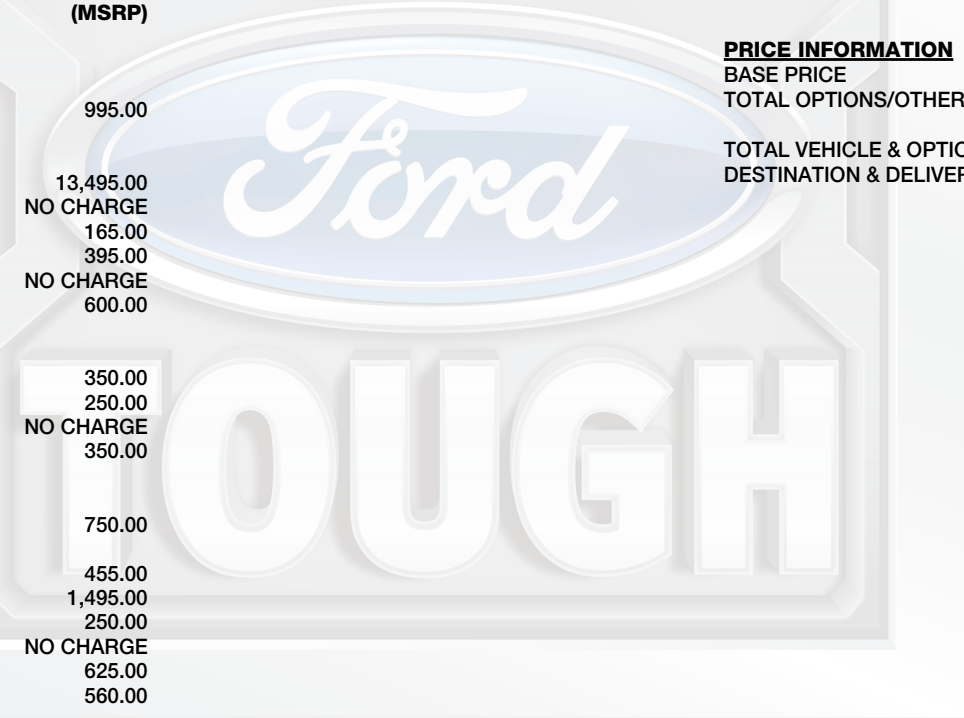 (MSRP)
995.00
13,495.00
NO CHARGE
165.00
395.00
NO CHARGE
600.00
350.00
250.00
NO CHARGE
350.00
750.00
455.00
1,495.00
250.00
NO CHARGE
625.00
560.00
PRICE INFORMATION
BASE PRICE
TOTAL OPTIONS/OTHER
TOTAL VEHICLE & OPTIO
DESTINATION & DELIVER
Ford
TOUGH